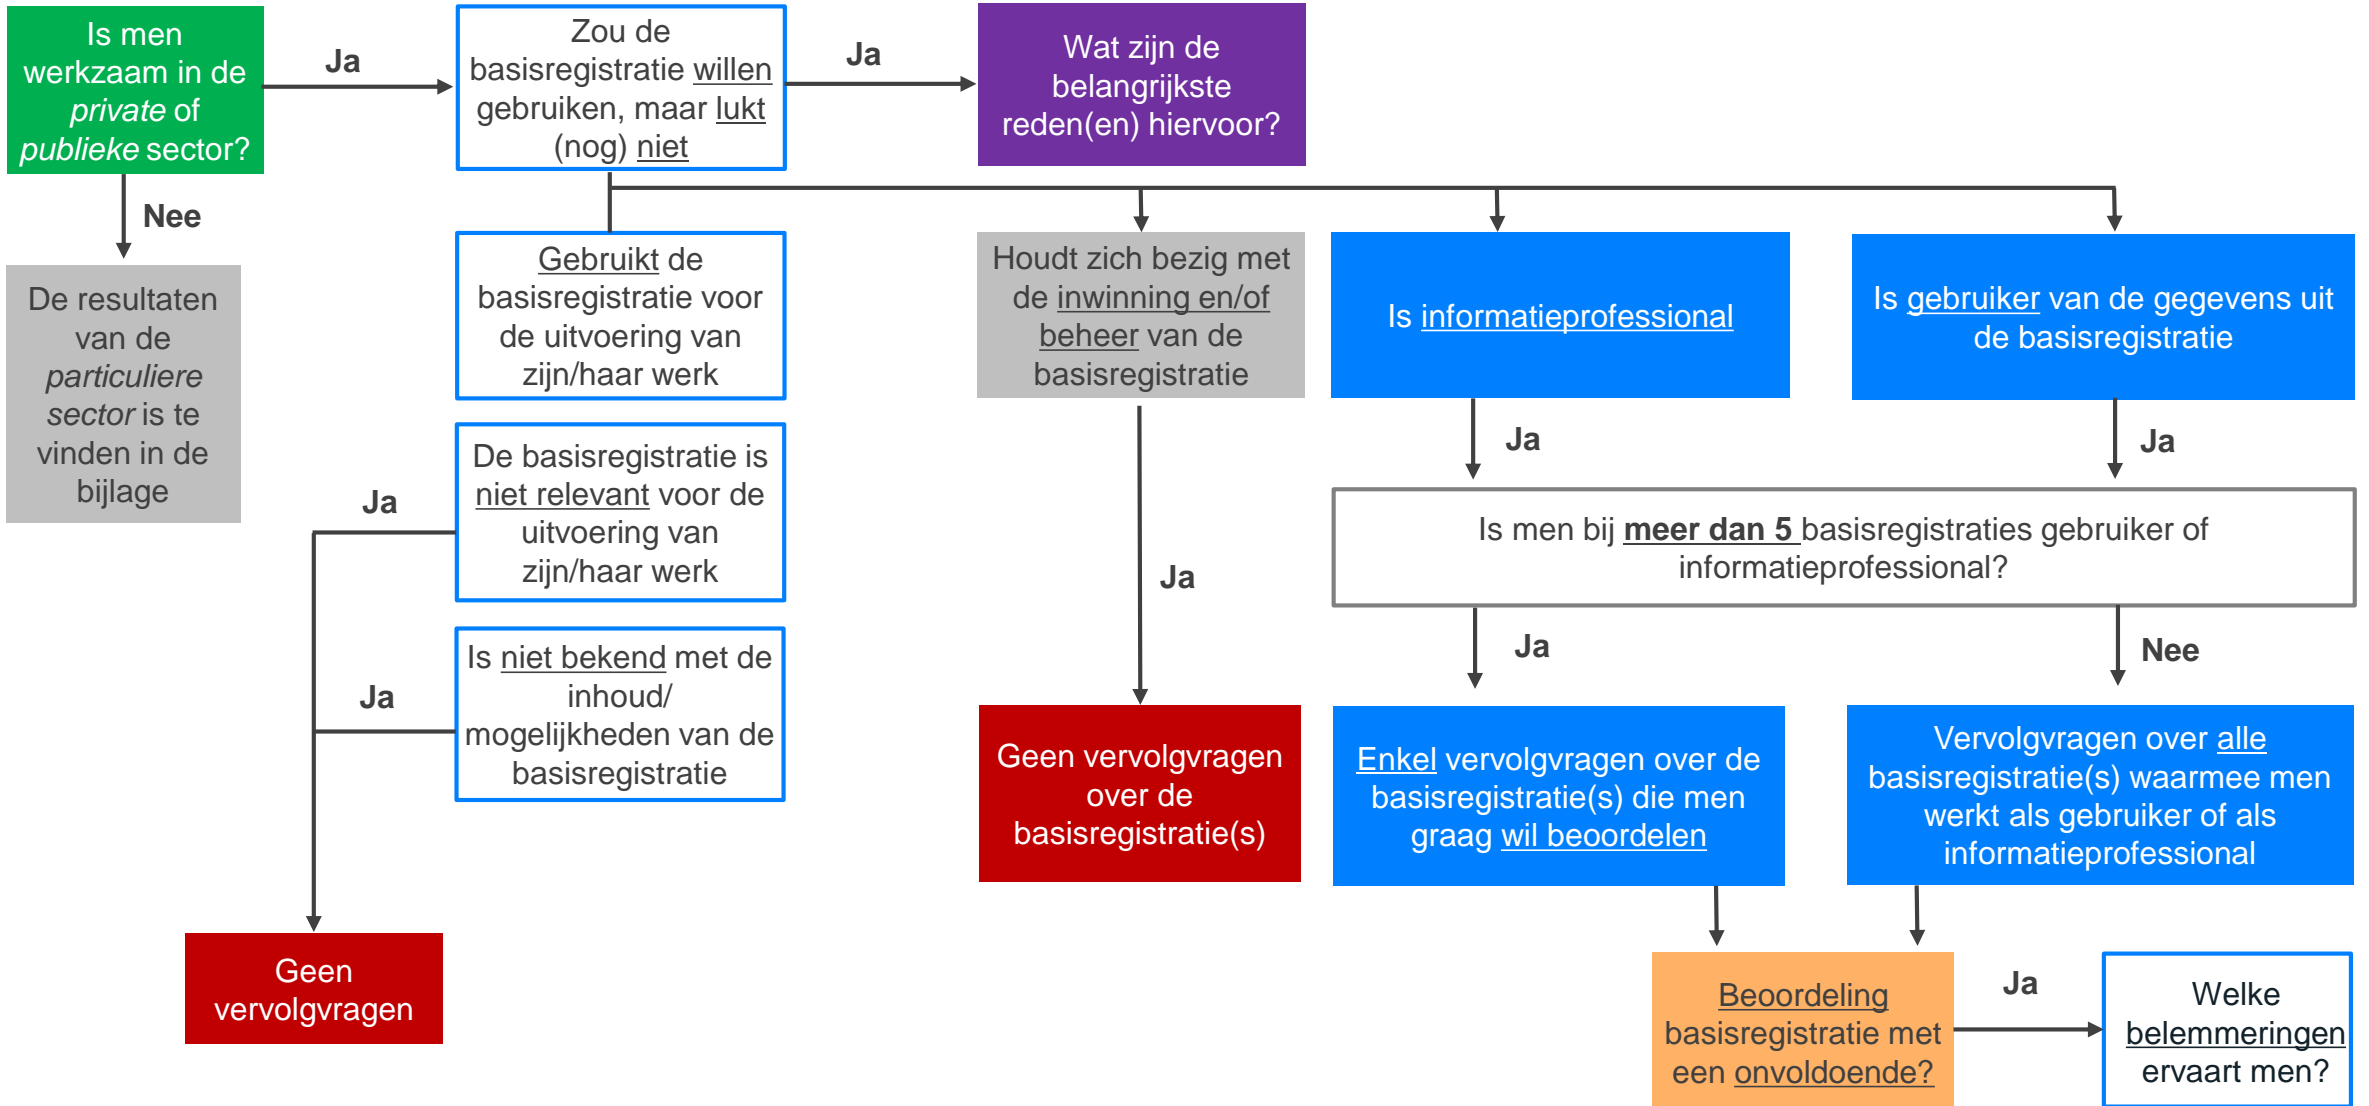 Is men
werkzaam in de
private of
publieke sector?
Ja
Zou de
basisregistratie willen
gebruiken, maar lukt
(nog) niet
Ja
Wat zijn de
belangrijkste
reden(en) hiervoor?
Nee
De resultaten
van de
particuliere
sector is te
vinden in de
bijlage
Gebruikt de
basisregistratie voor
de uitvoering van
zijn/haar werk
Houdt zich bezig met
de inwinning en/of
beheer van de
basisregistratie
Is informatieprofessional
Is gebruiker van de gegevens uit
de basisregistratie
Ja
Ja
Ja
De basisregistratie is
niet relevant voor de
uitvoering van
zijn/haar werk
Is men bij meer dan 5 basisregistraties gebruiker of
informatieprofessional?
Ja
Ja
Nee
Ja
Is niet bekend met de
inhoud/
mogelijkheden van de
basisregistratie
Geen vervolgvragen
over de
basisregistratie(s)
Enkel vervolgvragen over de
basisregistratie(s) die men
graag wil beoordelen
Vervolgvragen over alle
basisregistratie(s) waarmee men
werkt als gebruiker of als
informatieprofessional
Geen
vervolgvragen
Beoordeling
basisregistratie met
een onvoldoende?
Ja
Welke
belemmeringen
ervaart men?